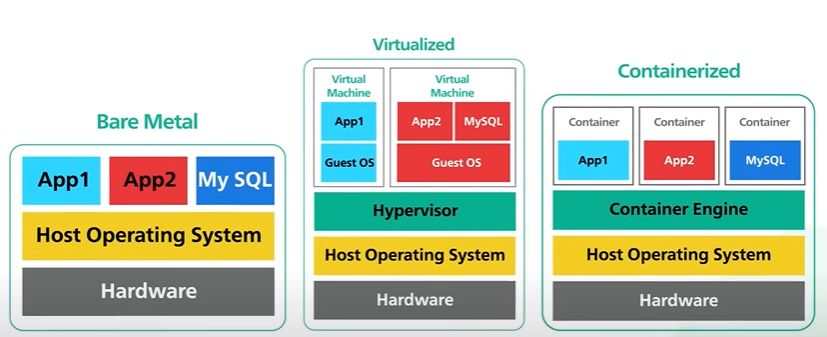 Bare Metal
App1
App2
My SQL
Host Operating System
Hardware
Virtualized
Virtual
Machine
App1
Guest OS
Virtual
Machine
App2
MySQL
Guest OS
Hypervisor
Host Operating System
Hardware
Containerized
Container
App1
Container
App2
Container
MySQL
Container Engine
Host Operating System
Hardware